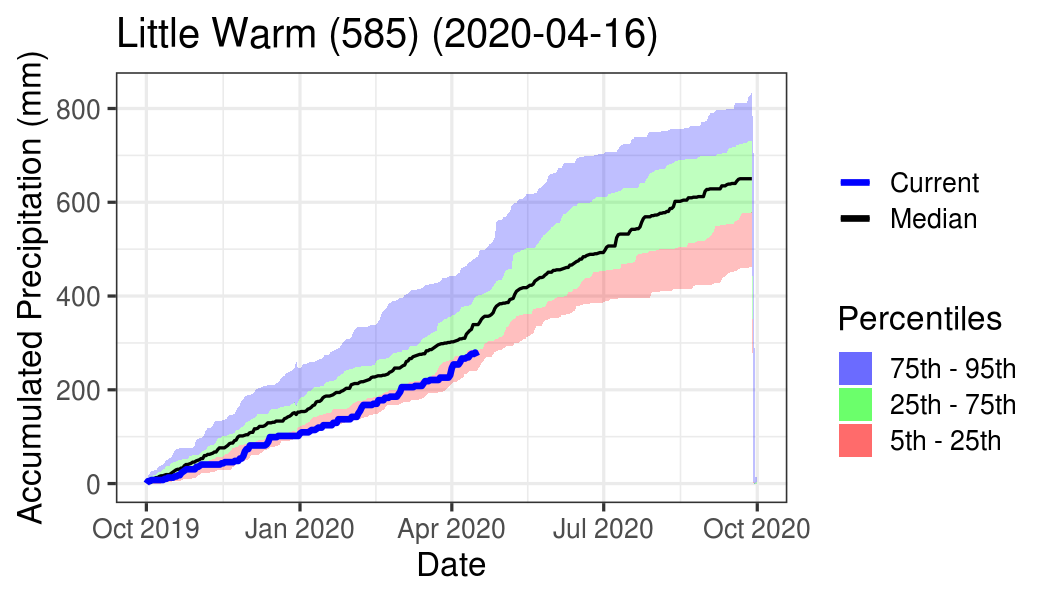 Little Warm (585) (2020-04-16)
Accumulated Precipitation (mm)
800
600
400
200
0
Oct 2019
Jan 2020
Apr 2020
Jul 2020
Oct 2020
Date
Current
Median
Percentiles
75th - 95th
25th - 75th
5th - 25th